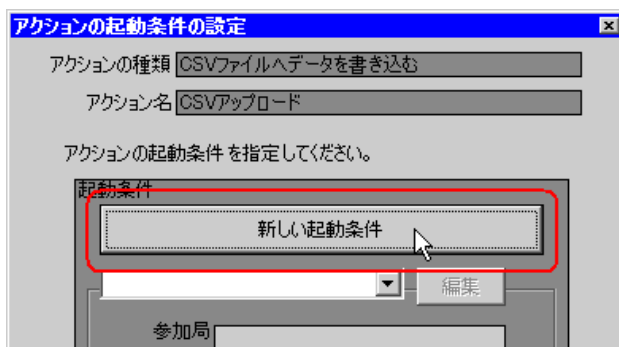 アクションの起動条件の設定
アクションの種類 CSVファイルへデータを書き込む
アクション名 CSVアップロード
アクションの起動条件 を指定してください。
起動条件
新しい起動条件
編集
参加局